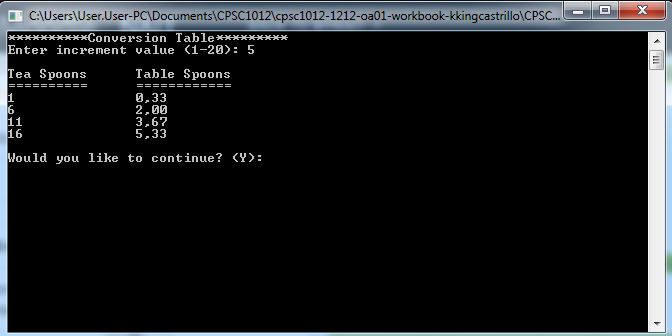 C:\Users\User.User-PC\Documents\CPSC1012\cpsc1012-1212-oa01-workbook-kkingcastrillo\CPSC...
**********Conversion Table*********
Enter increment value (1-20): 5
Tea Spoons Table Spoons
========== ============
1 0.33
6 2.00
11 3.67
16 5.33
Would you like to continue? (Y):